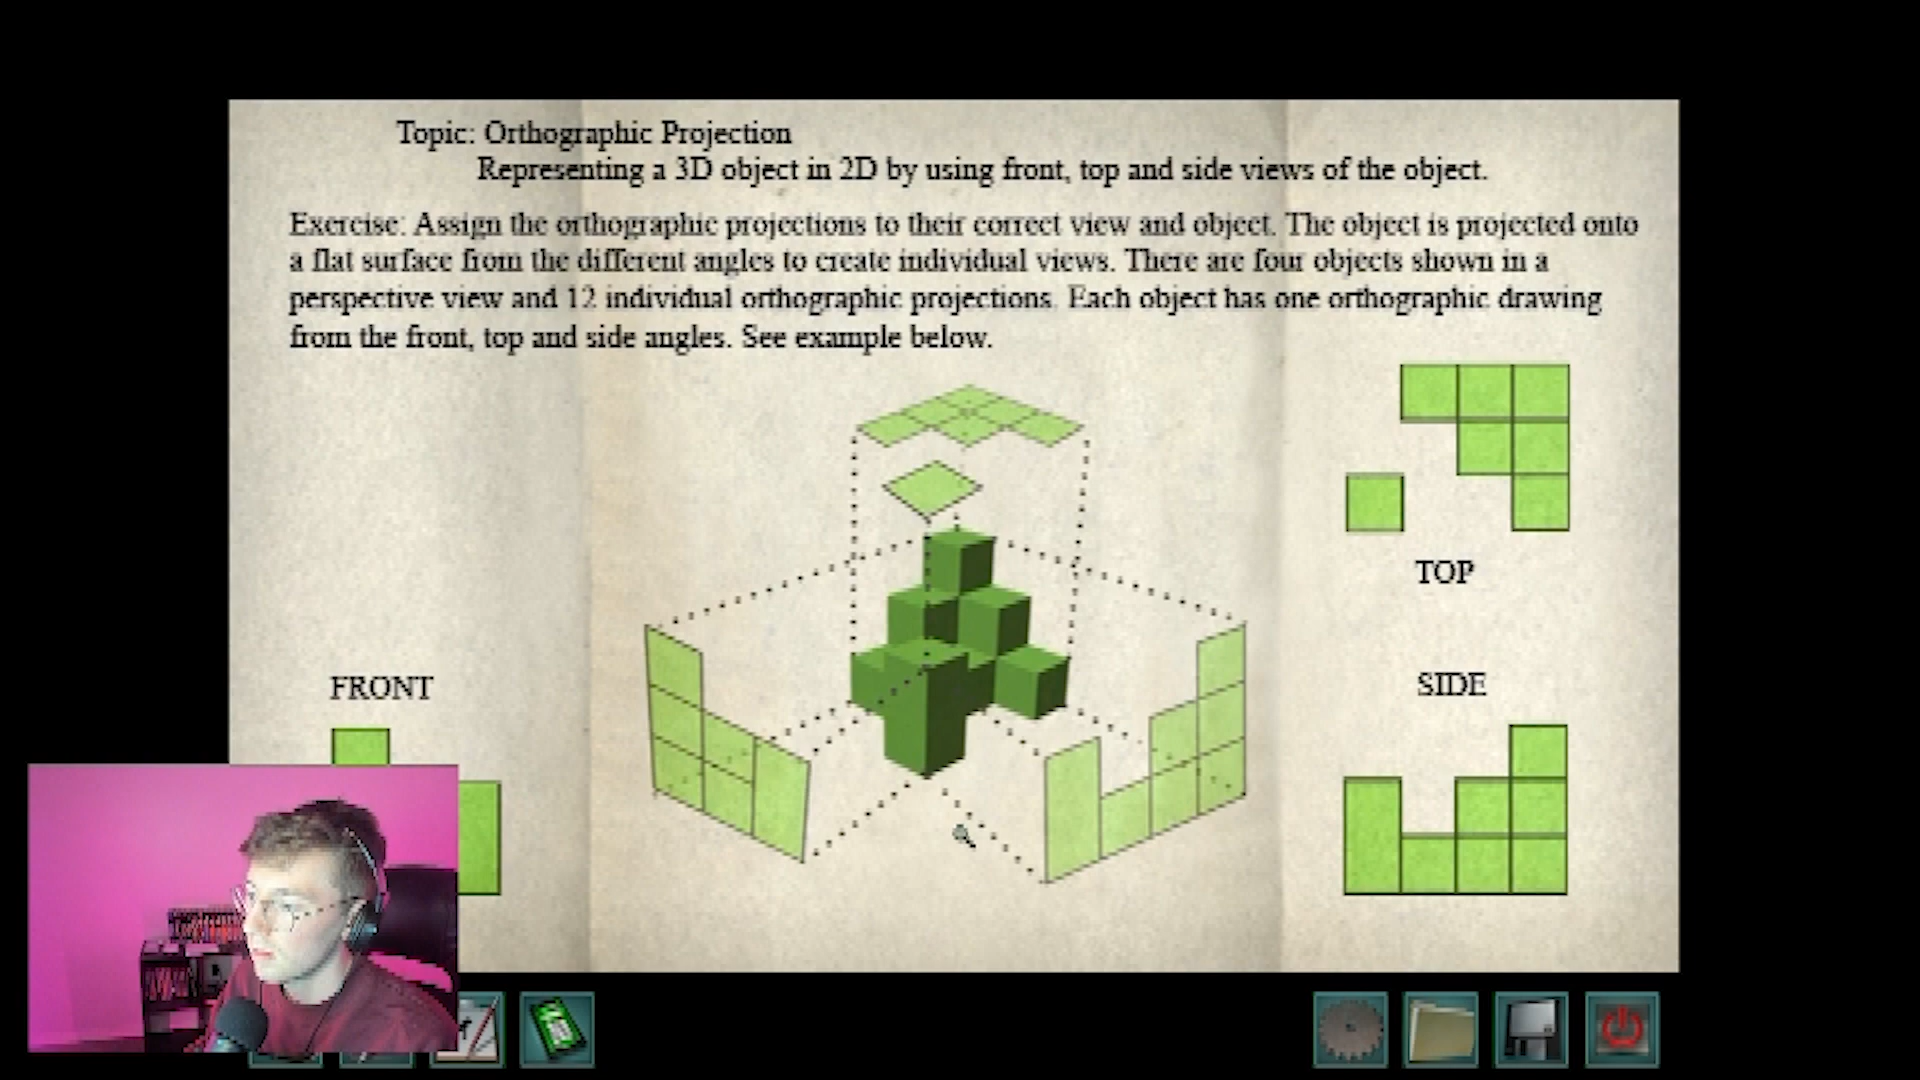 Topic: Orthographic Projection
Representing a 3D object in 2D by using front, top and side views of the object.
Exercise: Assign the orthographic projections to their correct view and object. The object is projected onto
a flat surface from the different angles to create individual views. There are four objects shown in a
perspective view and 12 individual orthographic projections. Each object has one orthographic drawing
from the front, top and side angles. See example below.
TOP
FRONT
SIDE